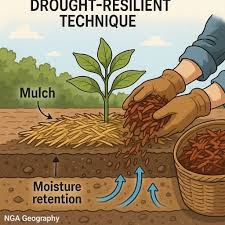 DROUGHT-RESILIENT
TECHNIQUE
Mulch
Moisture
retention
NGA Geography